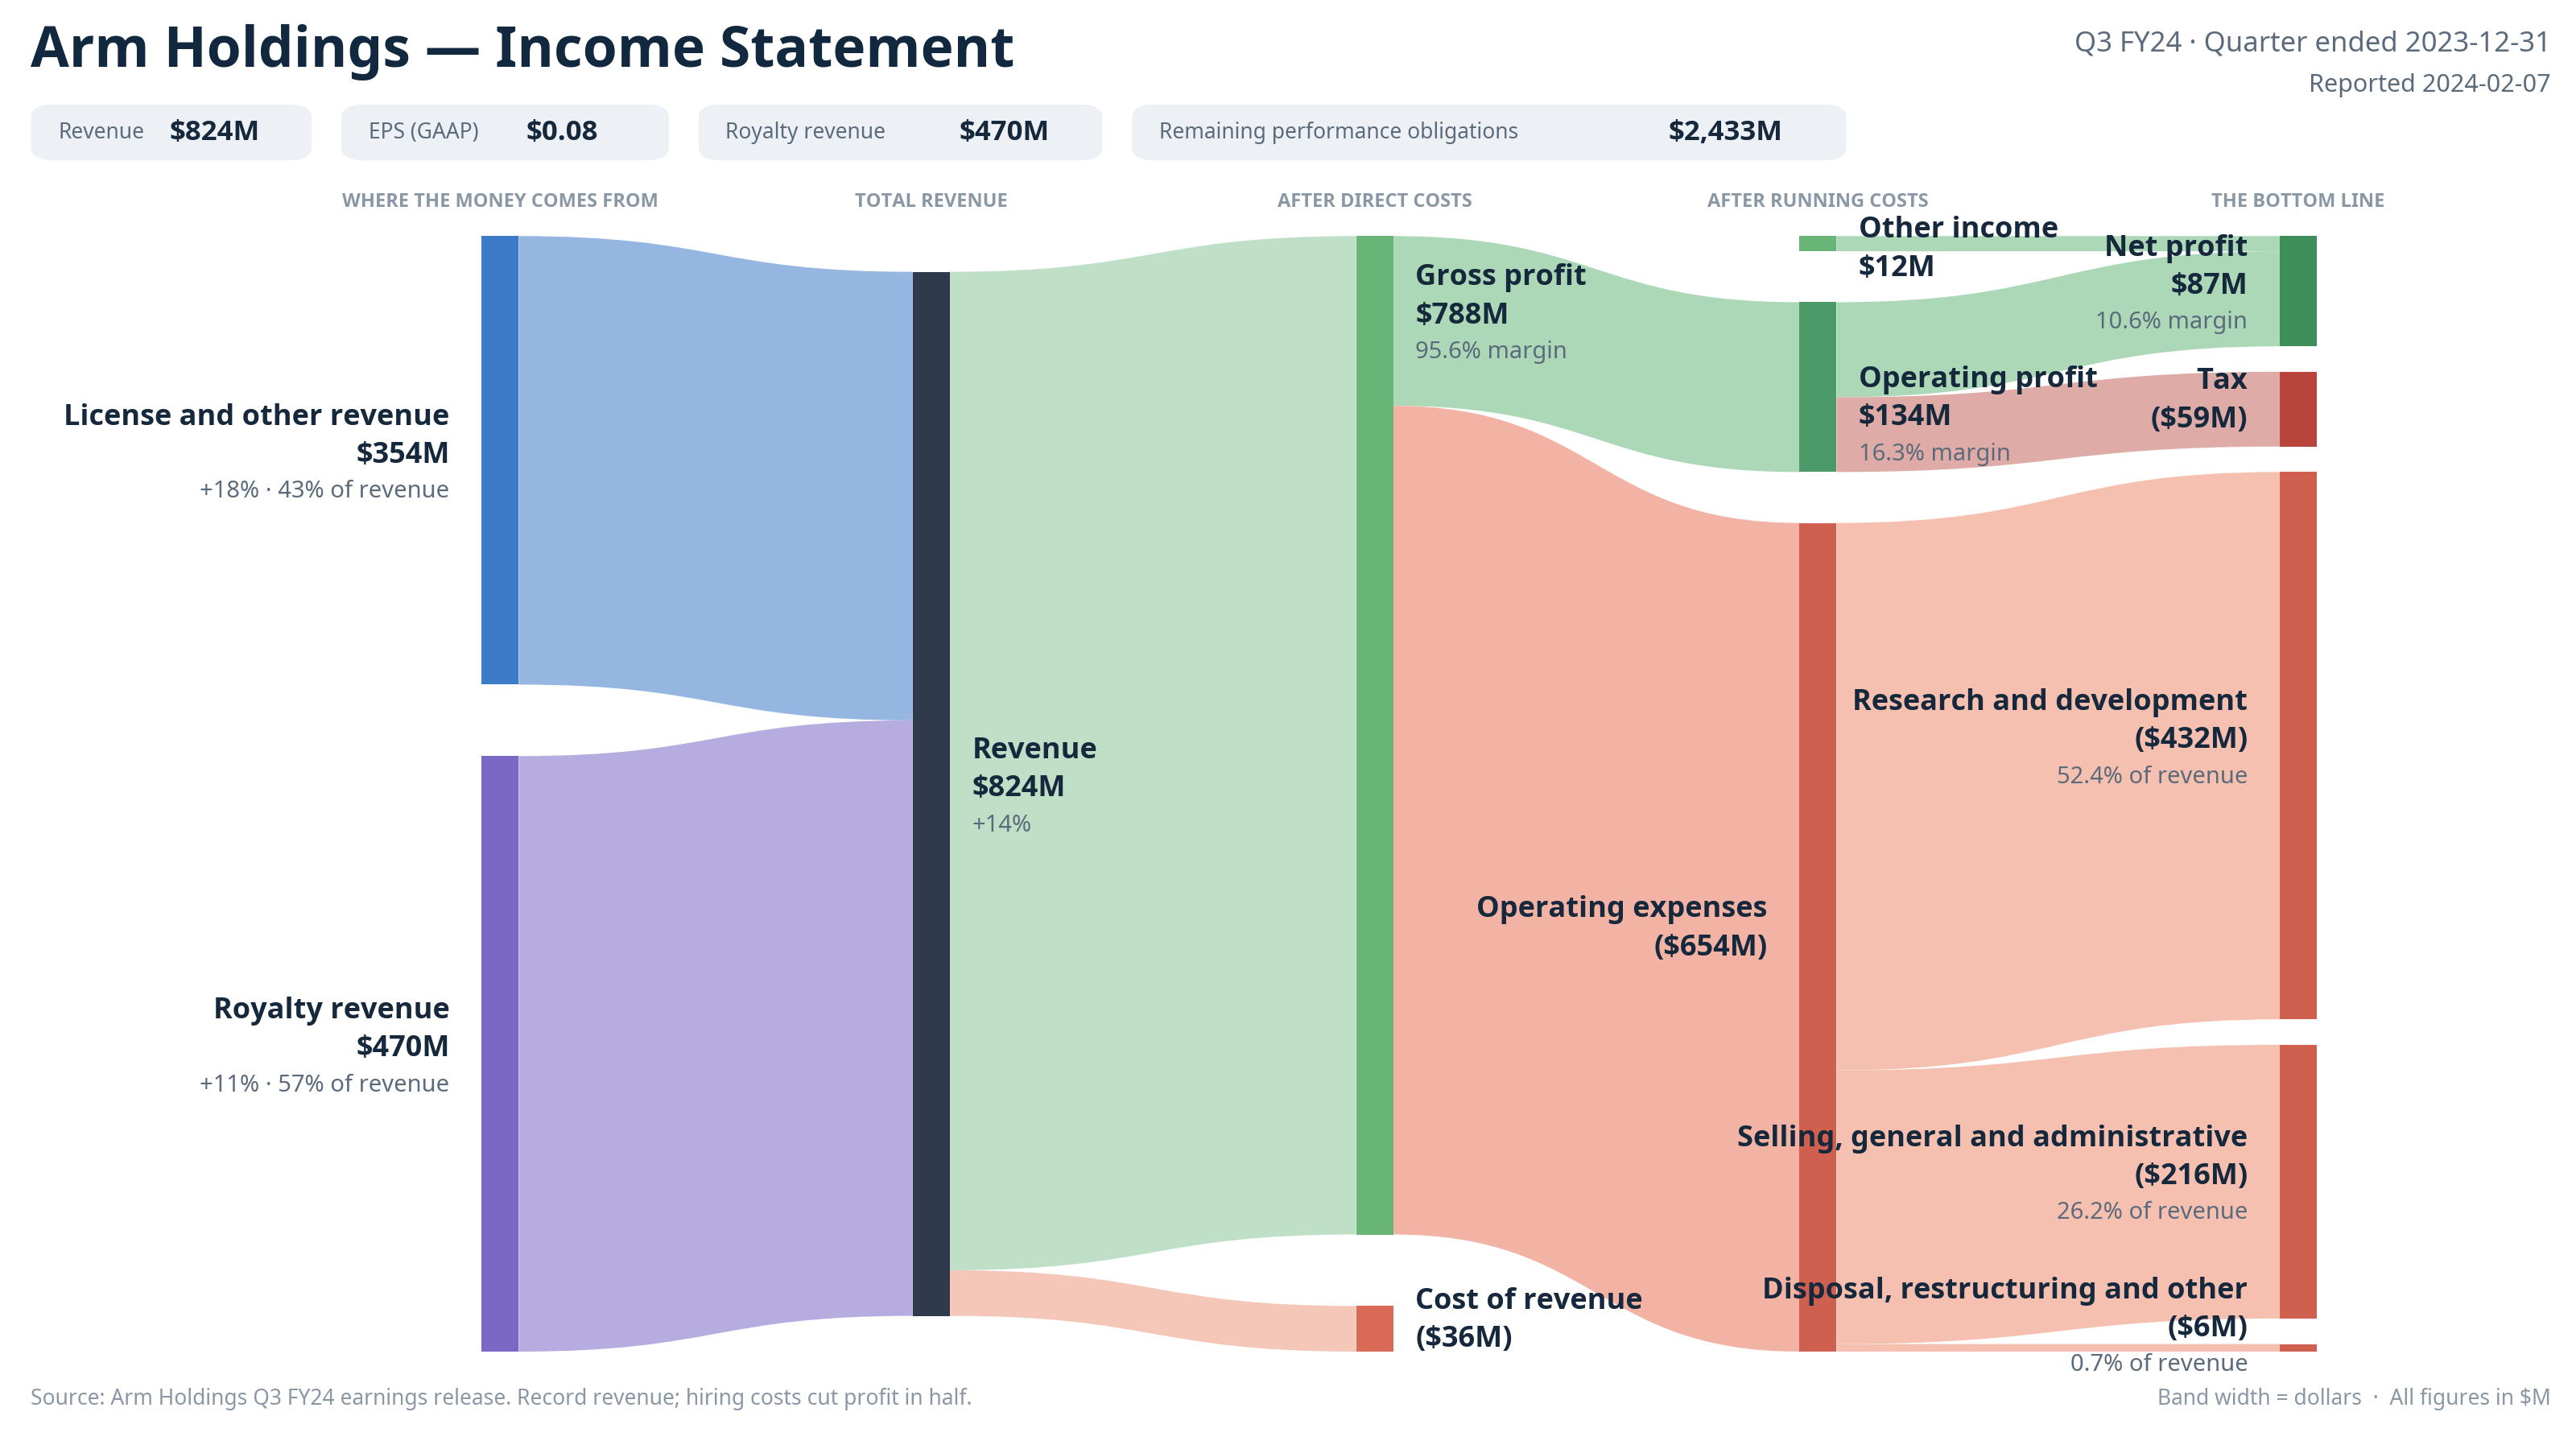 Arm Holdings — Income Statement
Q3 FY24 · Quarter ended 2023-12-31
Reported 2024-02-07
Revenue $824M
EPS (GAAP) $0.08
Royalty revenue $470M
Remaining performance obligations $2,433M
WHERE THE MONEY COMES FROM
TOTAL REVENUE
AFTER DIRECT COSTS
AFTER RUNNING COSTS
THE BOTTOM LINE
License and other revenue
$354M
+18% · 43% of revenue
Royalty revenue
$470M
+11% · 57% of revenue
Revenue
$824M
+14%
Gross profit
$788M
95.6% margin
Cost of revenue
($36M)
Other income
$12M
Operating profit
$134M
16.3% margin
Operating expenses
($654M)
Net profit
$87M
10.6% margin
Tax
($59M)
Research and development
($432M)
52.4% of revenue
Selling, general and administrative
($216M)
26.2% of revenue
Disposal, restructuring and other
($6M)
0.7% of revenue
Source: Arm Holdings Q3 FY24 earnings release. Record revenue; hiring costs cut profit in half.
Band width = dollars · All figures in $M